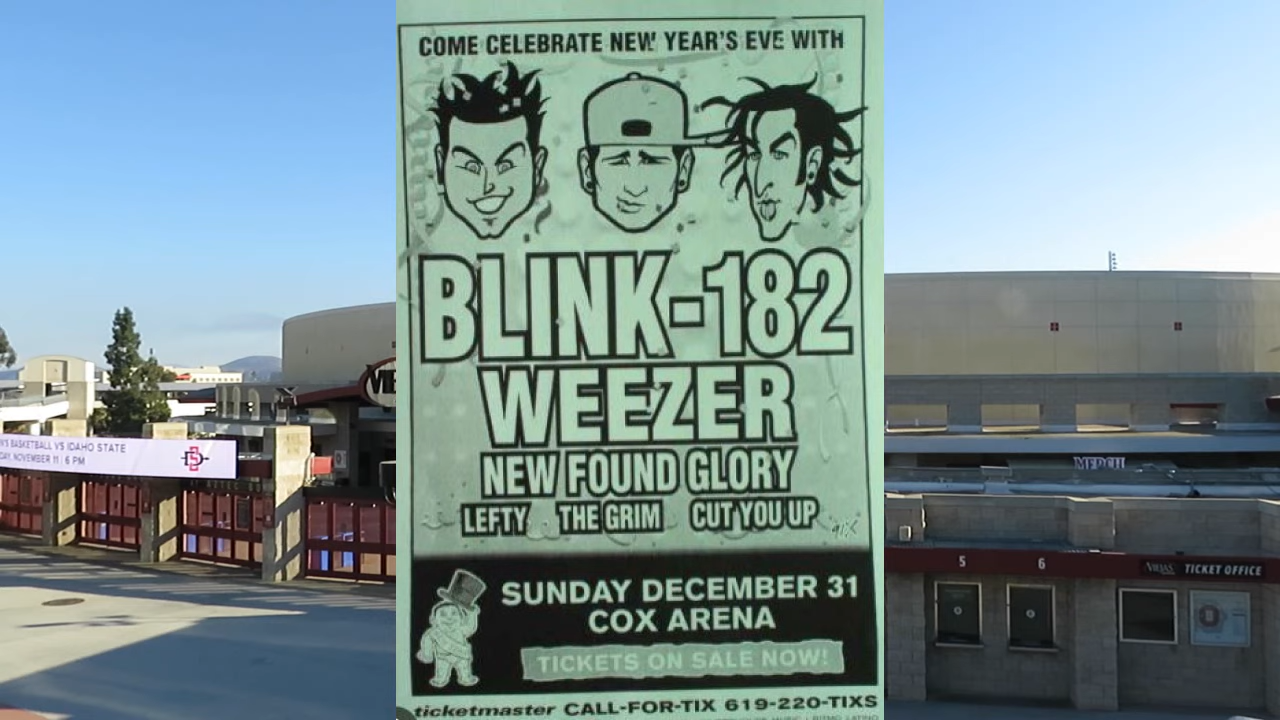 COME CELEBRATE NEW YEAR'S EVE WITH
BLINK-182
WEEZER
NEW FOUND GLORY
LEFTY THE GRIM CUT YOU UP
91X
SUNDAY DECEMBER 31
COX ARENA
TICKETS ON SALE NOW!
ticketmaster CALL-FOR-TIX 619-220-TIXS
BASKETBALL VS IDAHO STATE
NOVEMBER 11 | 6 PM
MERCH
5 6
VIEJAS TICKET OFFICE